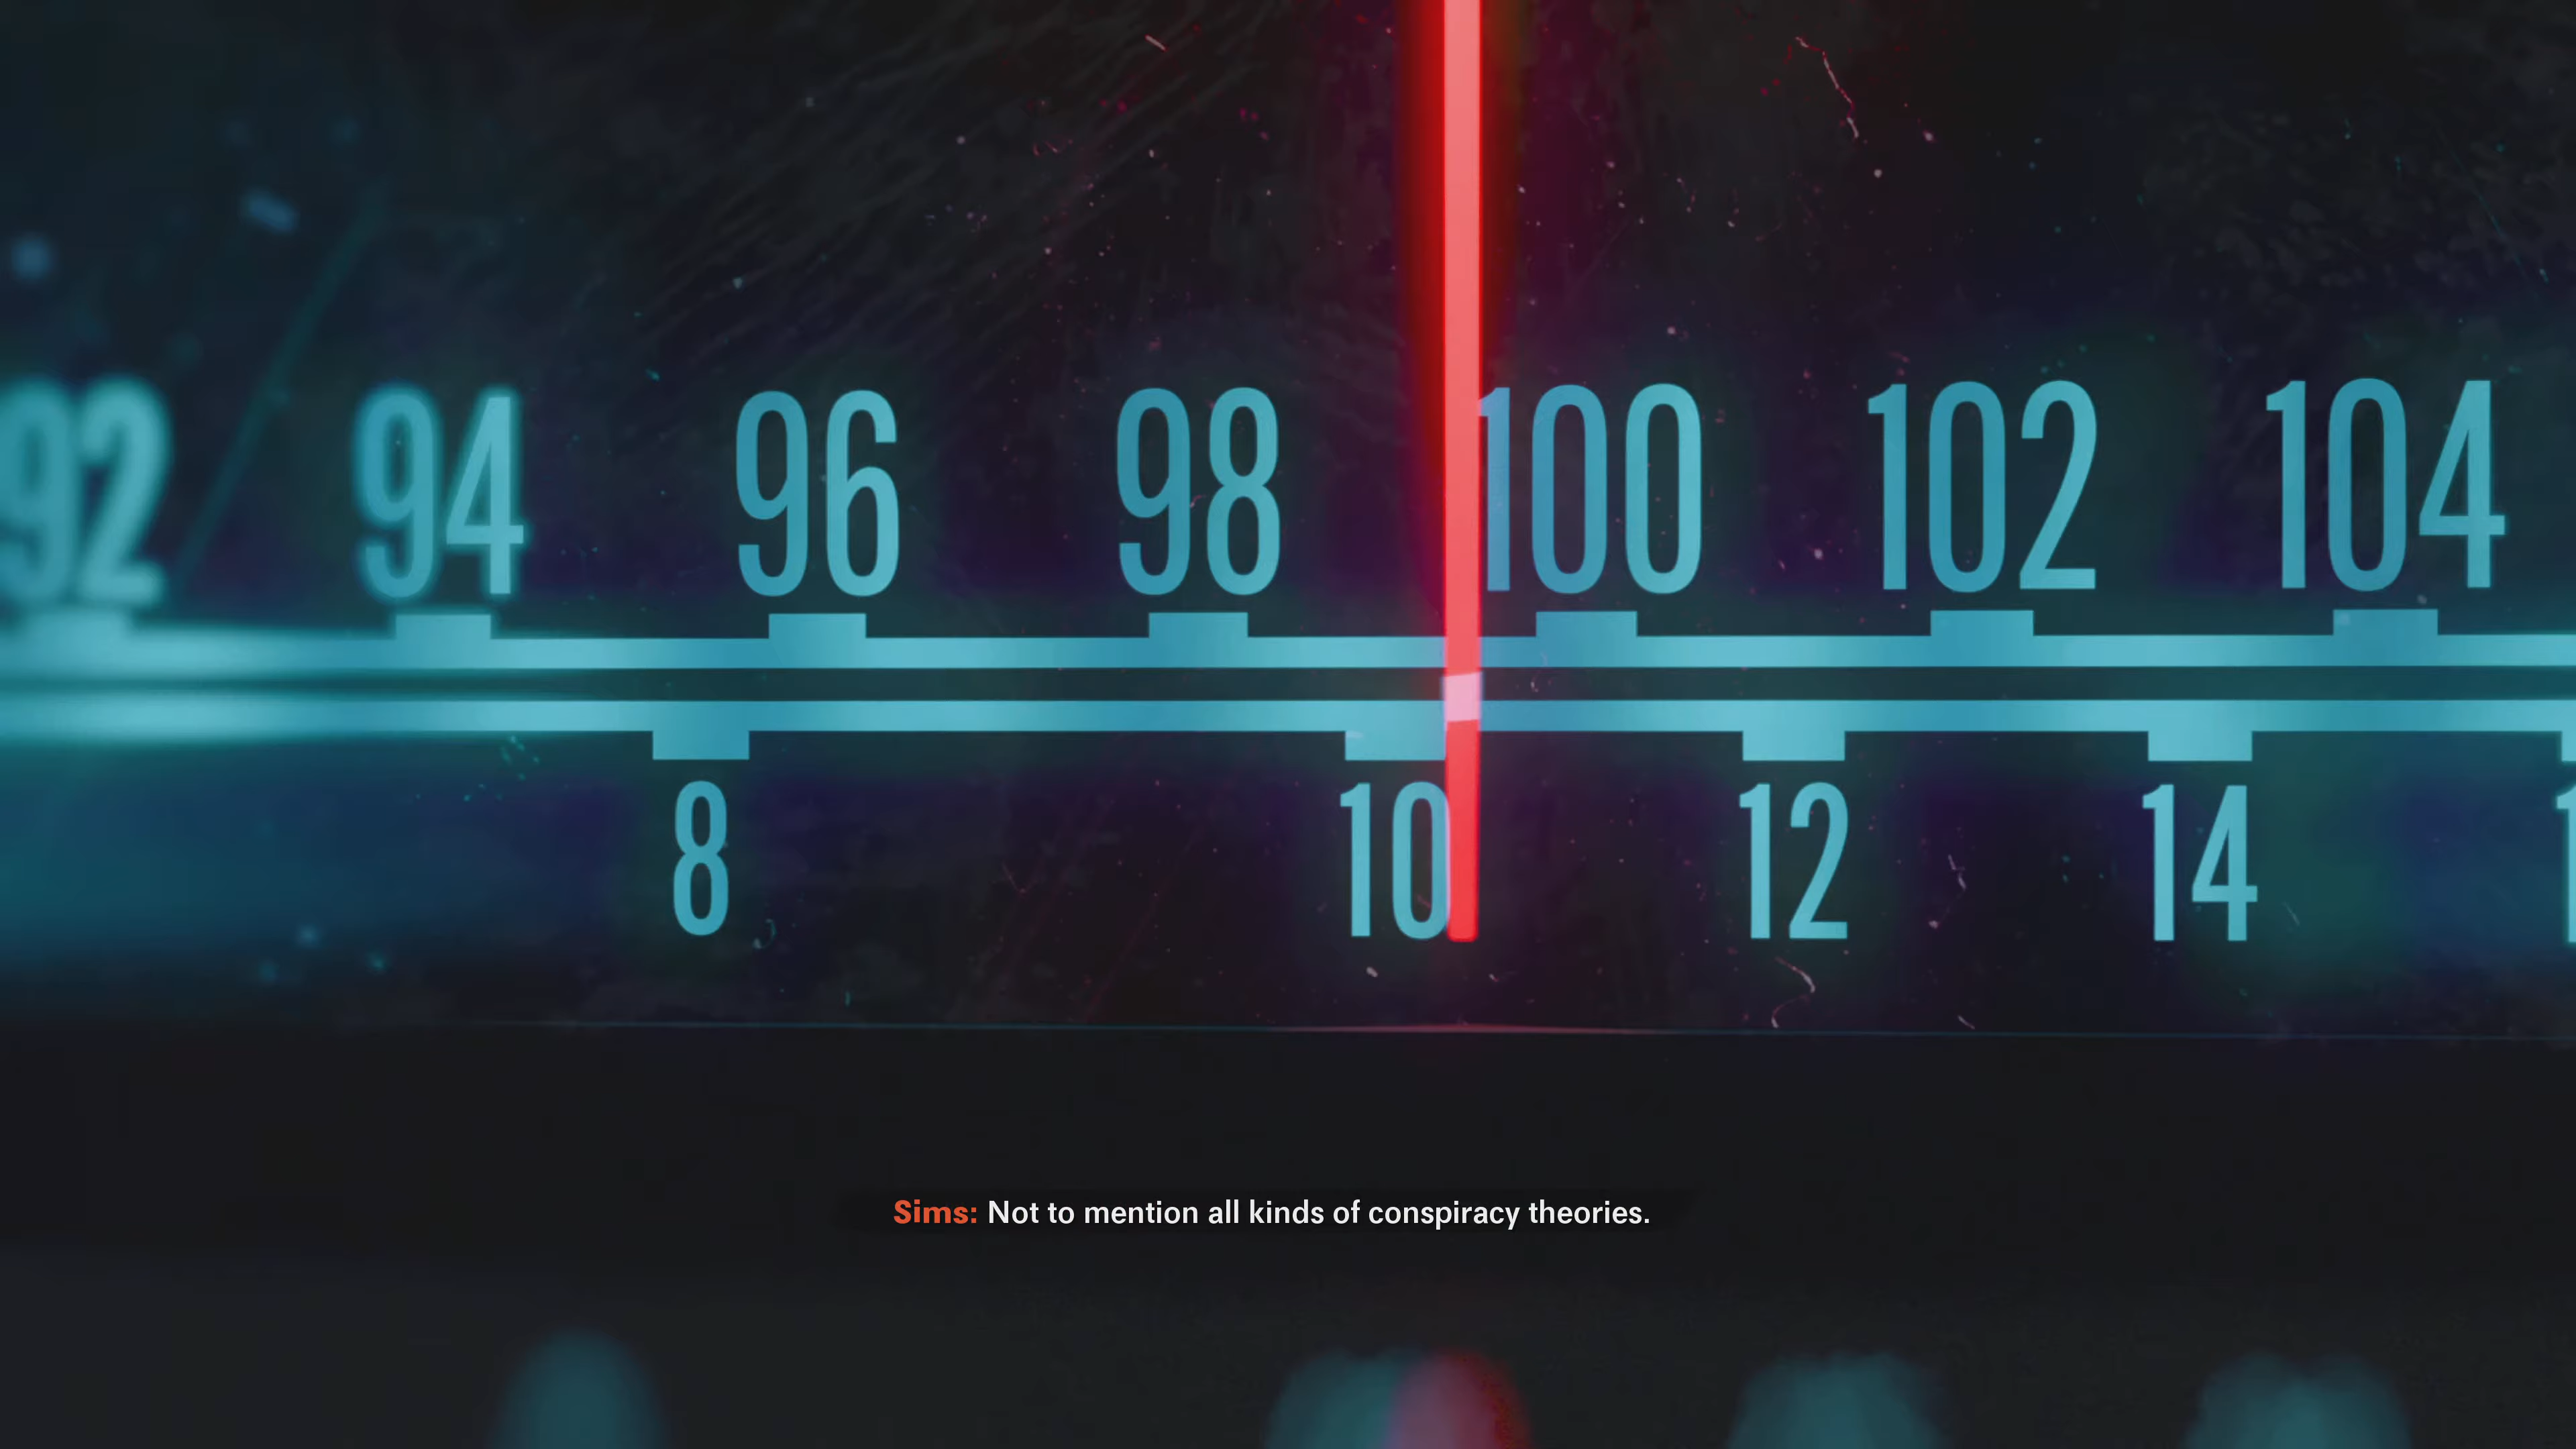 92 94 96 98 100 102 104
8 10 12 14
Sims: Not to mention all kinds of conspiracy theories.